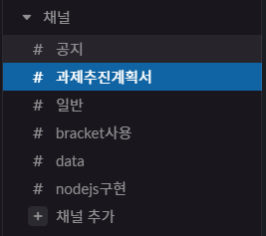 채널
# 공지
# 과제추진계획서
# 일반
# bracket사용
# data
# nodejs구현
+ 채널 추가